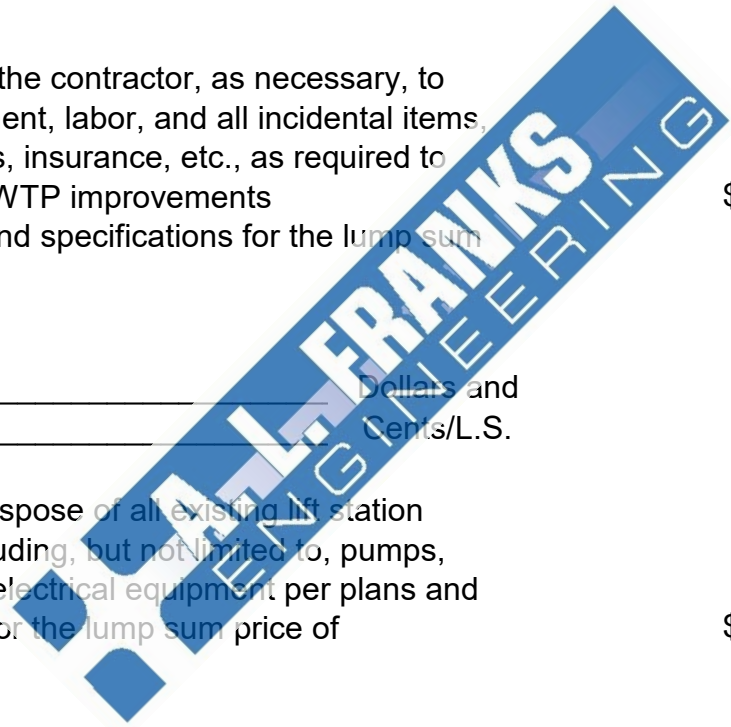 the contractor, as necessary, to
ent, labor, and all incidental items,
s, insurance, etc., as required to
WTP improvements
$
nd specifications for the lump sum
Dollars and
Cents/L.S.
spose of all existing lift station
uding, but not limited to, pumps,
electrical equipment per plans and
or the lump sum price of
$
A.L. FRANKS
ENGINEERING